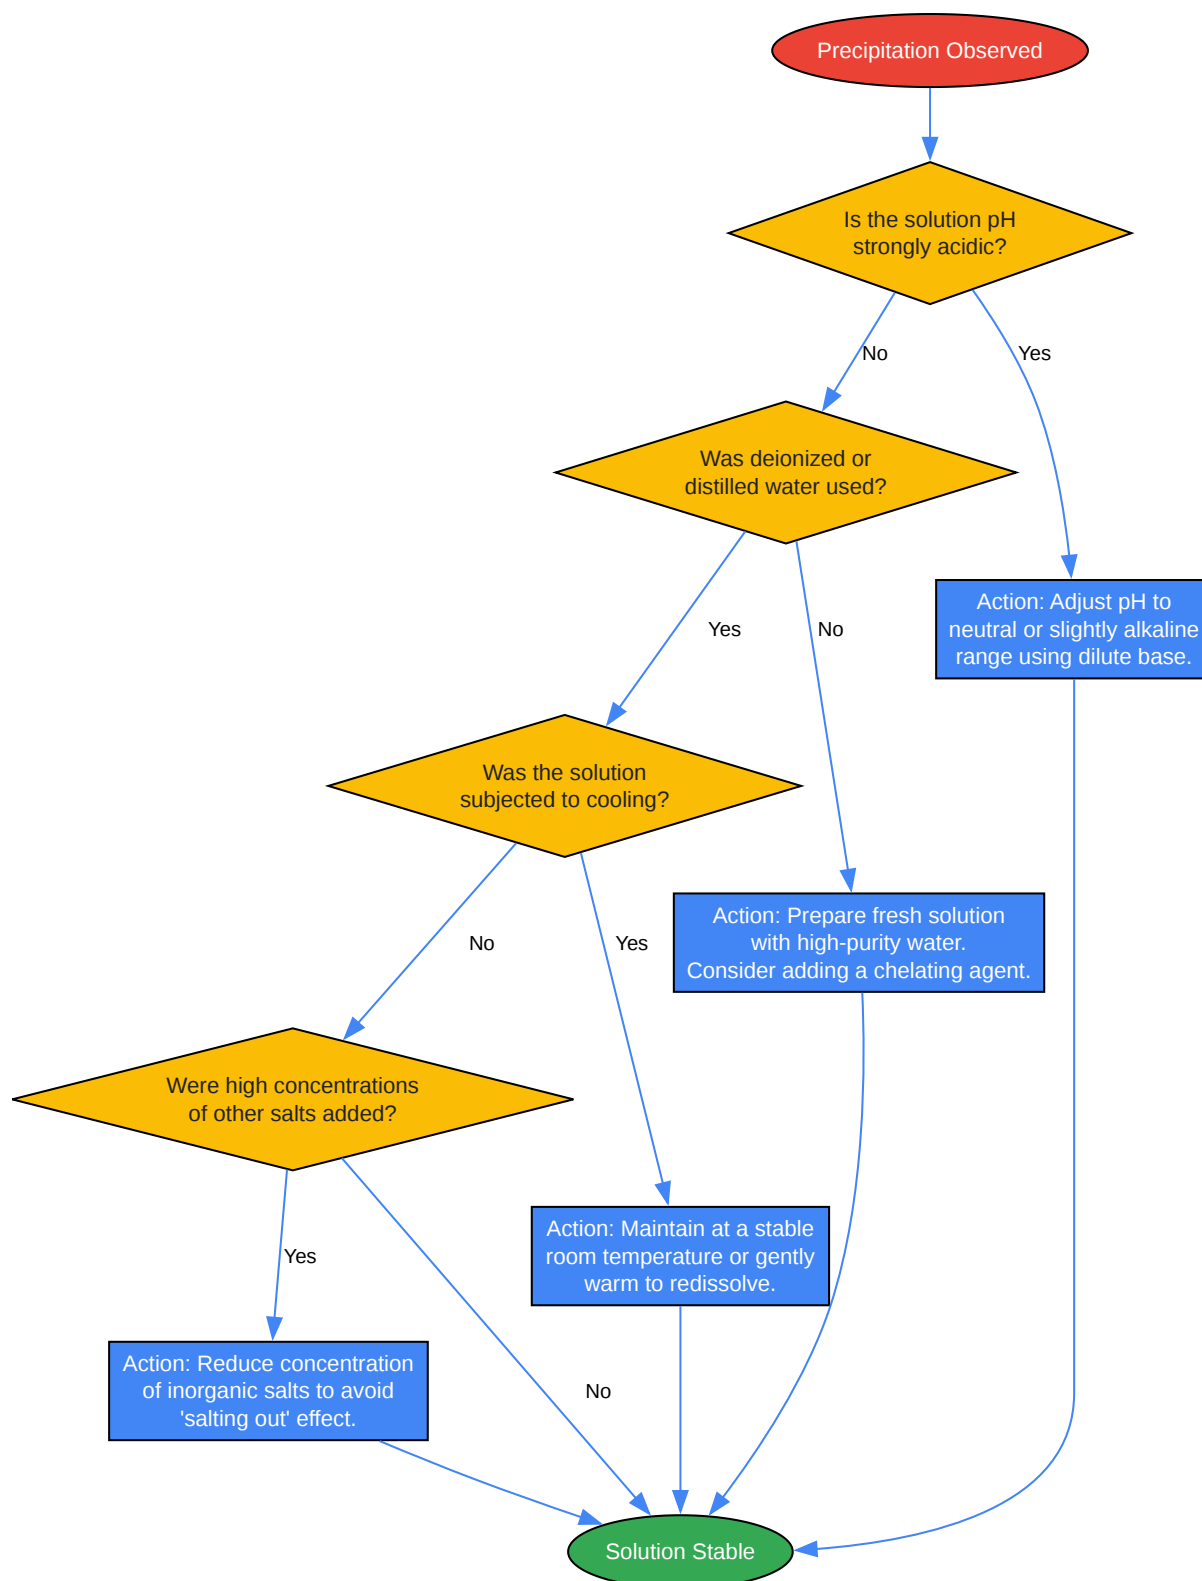 Precipitation Observed
Is the solution pH
strongly acidic?
No
Yes
Was deionized or
distilled water used?
Yes
No
Action: Adjust pH to
neutral or slightly alkaline
range using dilute base.
Was the solution
subjected to cooling?
No
Yes
Action: Prepare fresh solution
with high-purity water.
Consider adding a chelating agent.
Were high concentrations
of other salts added?
Yes
No
Action: Maintain at a stable
room temperature or gently
warm to redissolve.
Action: Reduce concentration
of inorganic salts to avoid
'salting out' effect.
Solution Stable